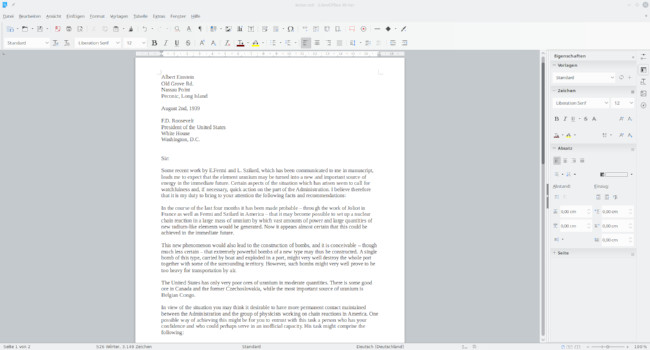 Datei Bearbeiten Ansicht Einfügen Format Vorlagen Tabelle Extras Fenster Hilfe
Standard Liberation Serif 12
Albert Einstein
Old Grove Rd.
Nassau Point
Peconic, Long Island
August 2nd, 1939
F.D. Roosevelt
President of the United States
White House
Washington, D.C.
Sir:
Some recent work by E.Fermi and L. Szilard, which has been communicated to me in manuscript,
leads me to expect that the element uranium may be turned into a new and important source of
energy in the immediate future. Certain aspects of the situation which has arisen seem to call for
watchfulness and, if necessary, quick action on the part of the Administration. I believe therefore
that it is my duty to bring to your attention the following facts and recommendations:
In the course of the last four months it has been made probable - through the work of Joliot in
France as well as Fermi and Szilard in America - that it may become possible to set up a nuclear
chain reaction in a large mass of uranium by which vast amounts of power and large quantities of
new radium-like elements would be generated. Now it appears almost certain that this could be
achieved in the immediate future.
This new phenomenon would also lead to the construction of bombs, and it is conceivable - though
much less certain - that extremely powerful bombs of a new type may thus be constructed. A single
bomb of this type, carried by boat and exploded in a port, might very well destroy the whole port
together with some of the surrounding territory. However, such bombs might very well prove to be
too heavy for transportation by air.
The United States has only very poor ores of uranium in moderate quantities. There is some good
ore in Canada and the former Czechoslovakia, while the most important source of uranium is
Belgian Congo.
In view of the situation you may think it desirable to have more permanent contact maintained
between the Administration and the group of physicists working on chain reactions in America. One
possible way of achieving this might be for you to entrust with this task a person who has your
confidence and who could perhaps serve in an inofficial capacity. His task might comprise the
following:
Eigenschaften
Vorlagen
Standard
Zeichen
Liberation Serif 12
Absatz
Abstand: Einzug:
0,00 cm 0,00 cm
0,00 cm 0,00 cm
0,00 cm
Seite
Seite 1 von 2 516 Wörter, 3.149 Zeichen Standard Deutsch (Deutschland)